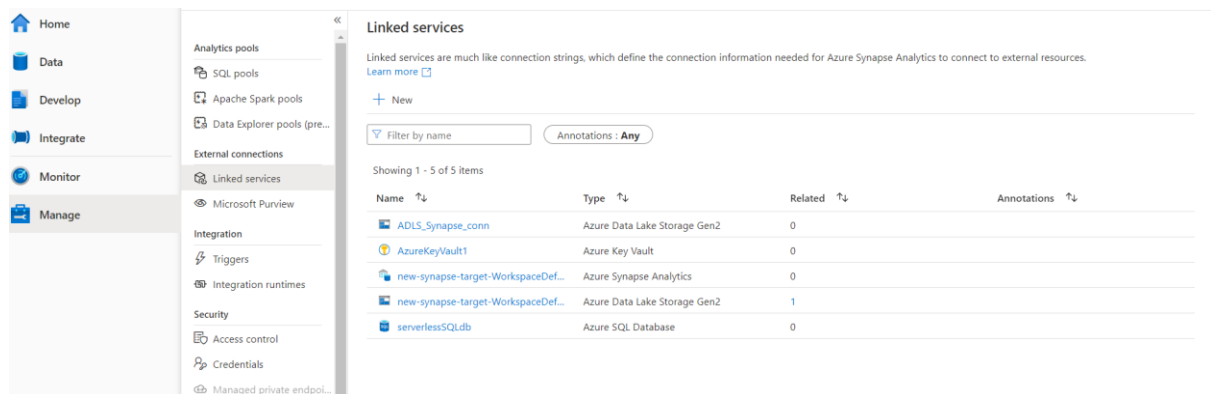 Home
Data
Develop
Integrate
Monitor
Manage
«
Analytics pools
SQL pools
Apache Spark pools
Data Explorer pools (pre...
External connections
Linked services
Microsoft Purview
Integration
Triggers
Integration runtimes
Security
Access control
Credentials
Managed private endpoi...
Linked services
Linked services are much like connection strings, which define the connection information needed for Azure Synapse Analytics to connect to external resources.
Learn more
+ New
Filter by name Annotations : Any
Showing 1 - 5 of 5 items
Name Type Related Annotations
ADLS_Synapse_conn Azure Data Lake Storage Gen2 0
AzureKeyVault1 Azure Key Vault 0
new-synapse-target-WorkspaceDef... Azure Synapse Analytics 0
new-synapse-target-WorkspaceDef... Azure Data Lake Storage Gen2 1
serverlessSQLdb Azure SQL Database 0